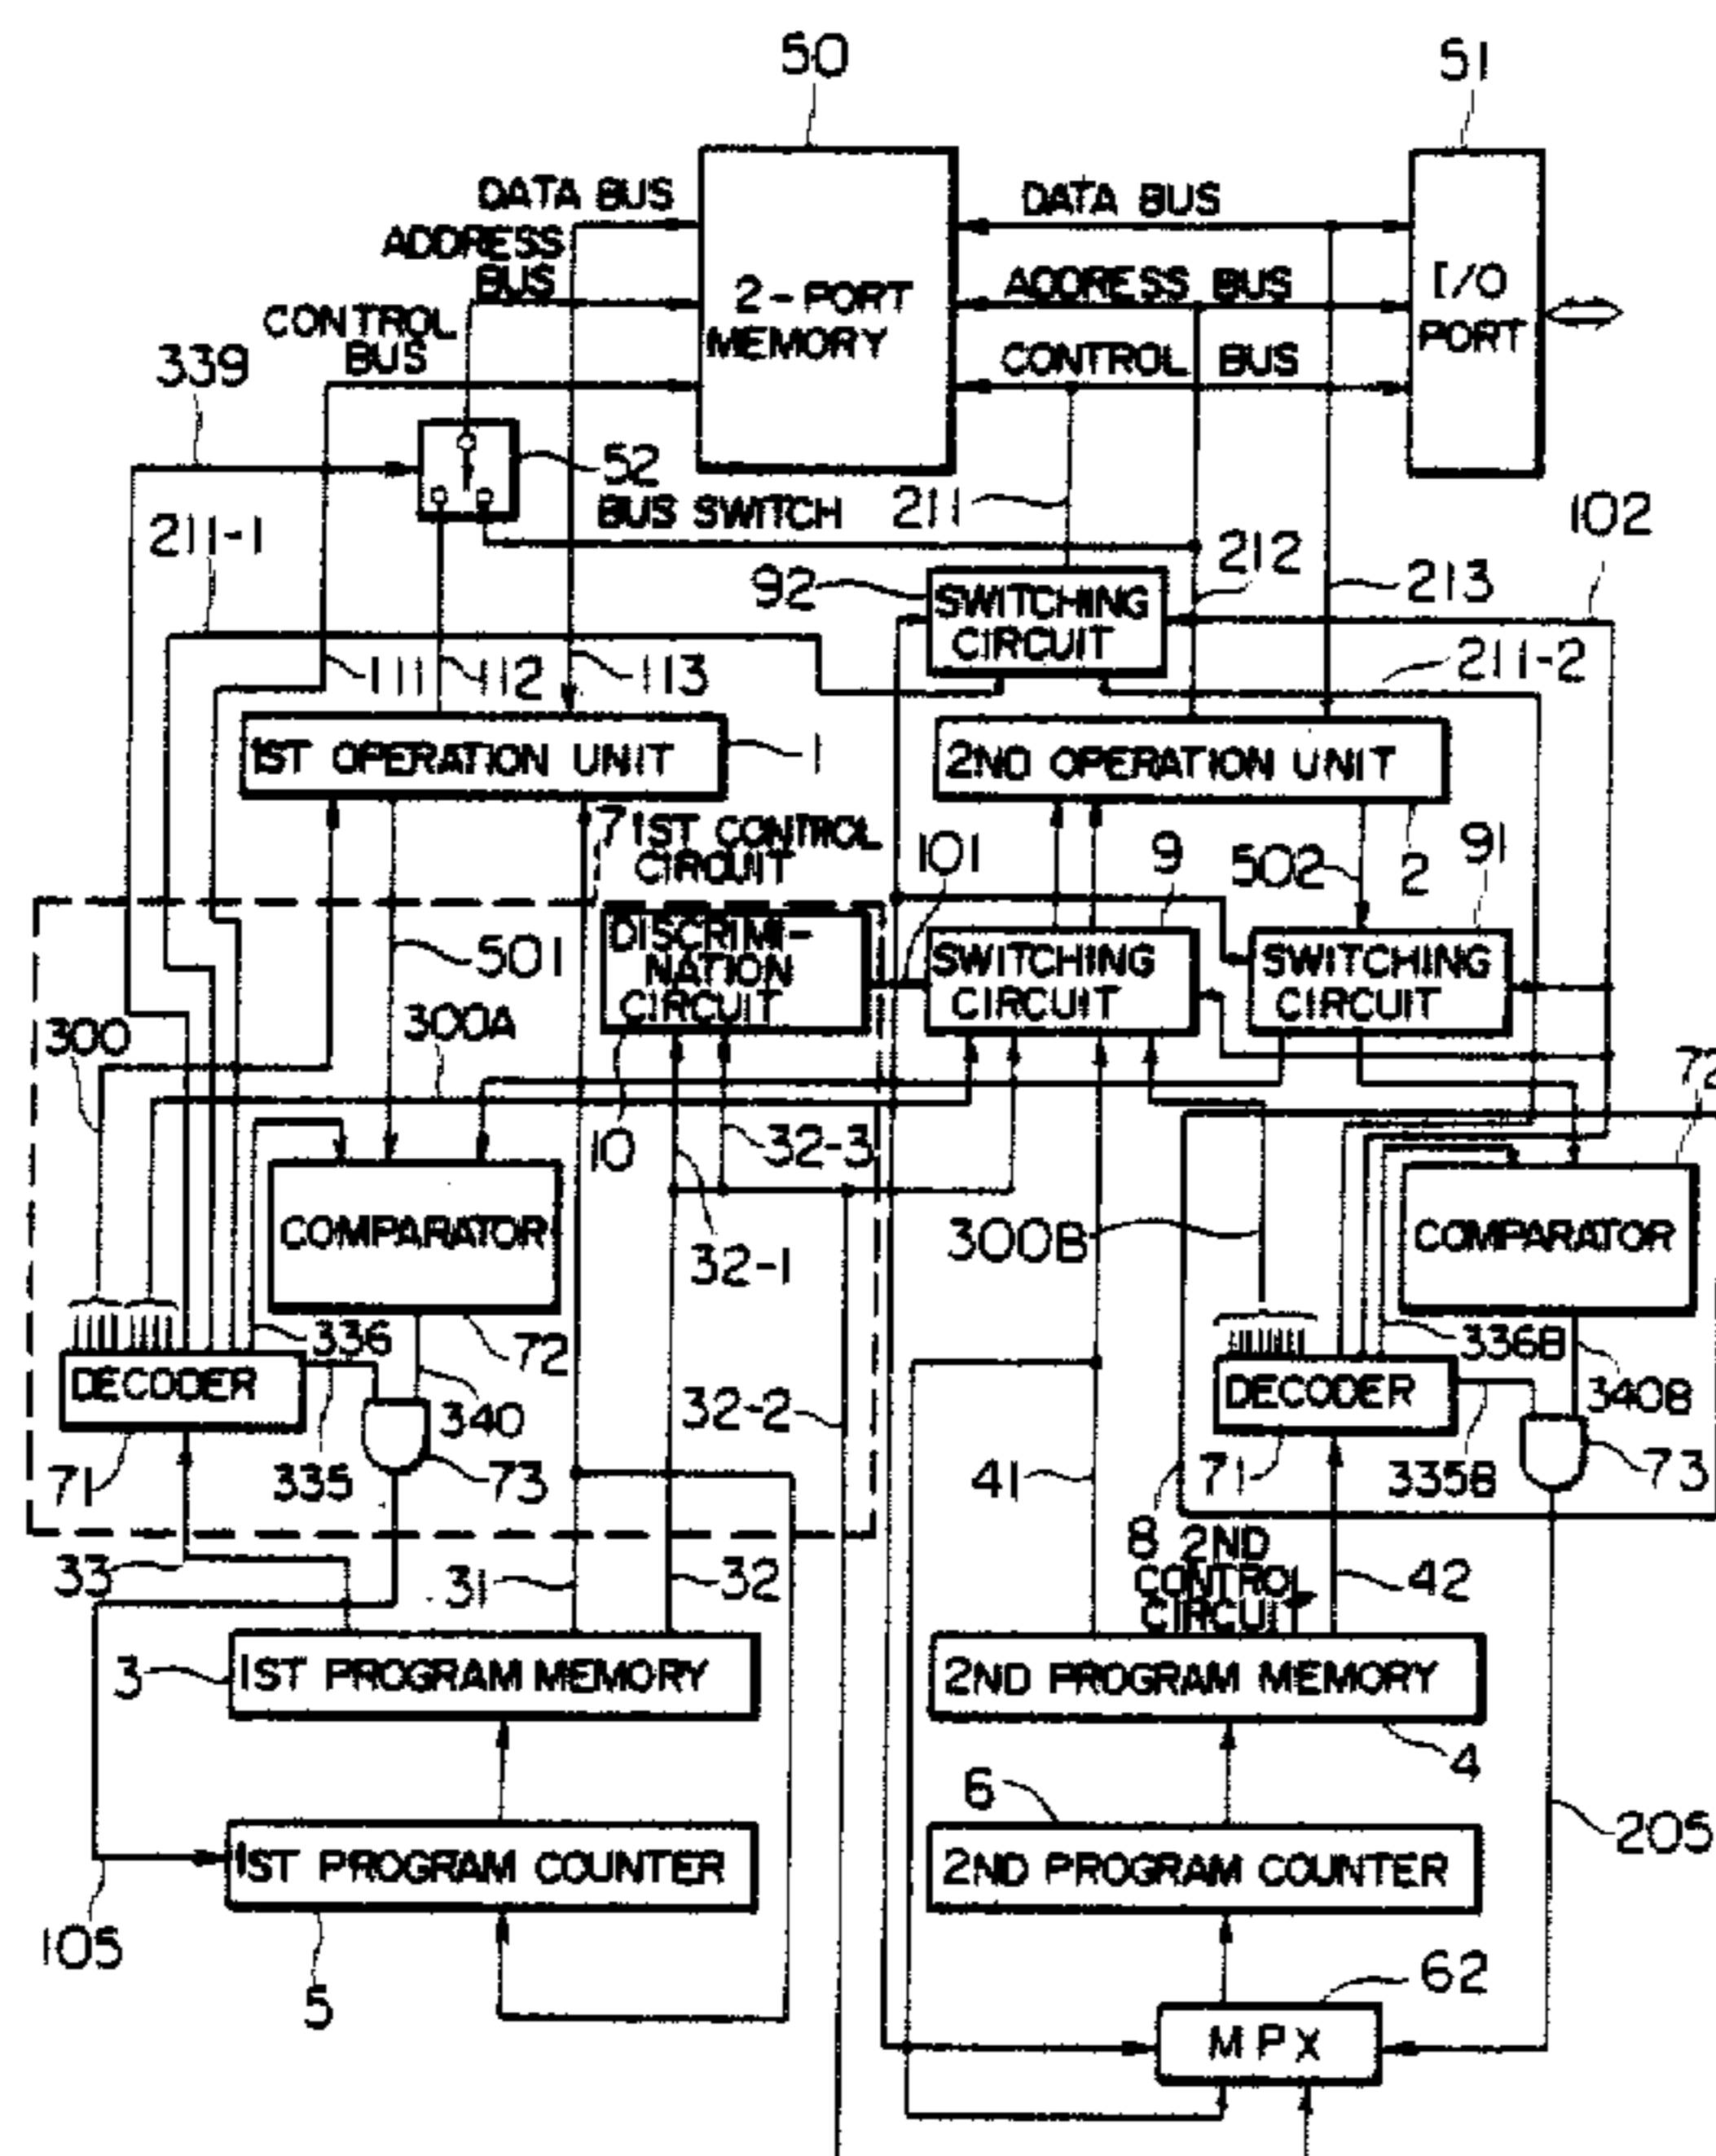 50
51
DATA BUS
DATA BUS
ADDRESS
BUS
2-PORT
MEMORY
ADDRESS BUS
I/O
PORT
CONTROL
BUS
CONTROL BUS
339
52
BUS SWITCH
211
102
211-1
212
213
92
SWITCHING
CIRCUIT
111
112
113
211-2
1ST OPERATION UNIT
1
2ND OPERATION UNIT
7
1ST CONTROL
CIRCUIT
101
9
502
2
91
501
DISCRIMI-
NATION
CIRCUIT
SWITCHING
CIRCUIT
SWITCHING
CIRCUIT
300
300A
72
10
32-3
COMPARATOR
32-1
300B
COMPARATOR
336
72
336B
DECODER
340
32-2
DECODER
340B
71
335
73
41
71
335B
73
8
8 2ND
CONTROL
CIRCUIT
33
31
32
42
3
1ST PROGRAM MEMORY
2ND PROGRAM MEMORY
4
6
205
1ST PROGRAM COUNTER
2ND PROGRAM COUNTER
105
5
62
MPX